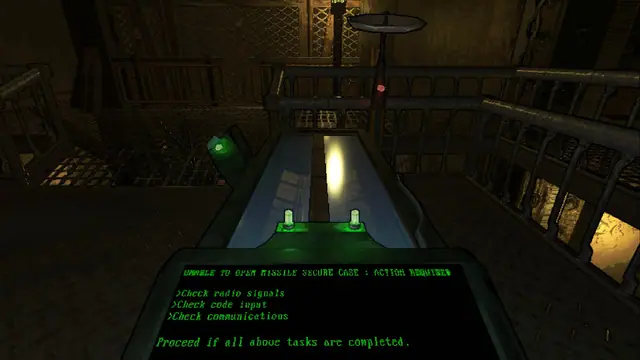 UNABLE TO OPEN MISSILE SECURE CASE : ACTION REQUIRED
>Check radio signals
>Check code input
>Check communications
Proceed if all above tasks are completed.